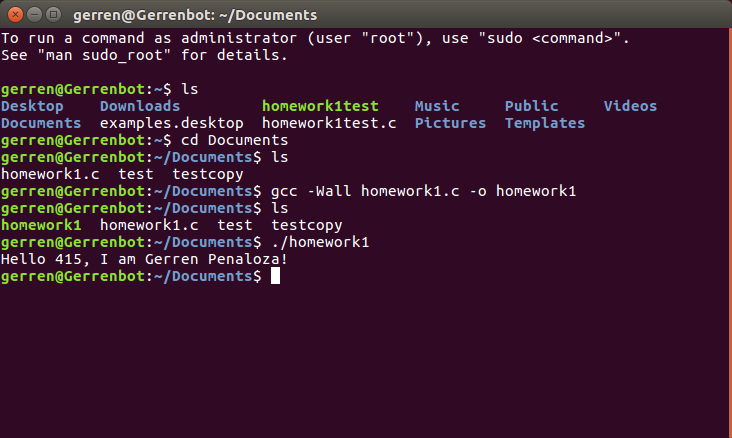 gerren@Gerrenbot: ~/Documents
To run a command as administrator (user "root"), use "sudo <command>".
See "man sudo_root" for details.
gerren@Gerrenbot:~$ ls
Desktop    Downloads         homework1test    Music     Public     Videos
Documents  examples.desktop  homework1test.c  Pictures  Templates
gerren@Gerrenbot:~$ cd Documents
gerren@Gerrenbot:~/Documents$ ls
homework1.c  test  testcopy
gerren@Gerrenbot:~/Documents$ gcc -Wall homework1.c -o homework1
gerren@Gerrenbot:~/Documents$ ls
homework1  homework1.c  test  testcopy
gerren@Gerrenbot:~/Documents$ ./homework1
Hello 415, I am Gerren Penaloza!
gerren@Gerrenbot:~/Documents$